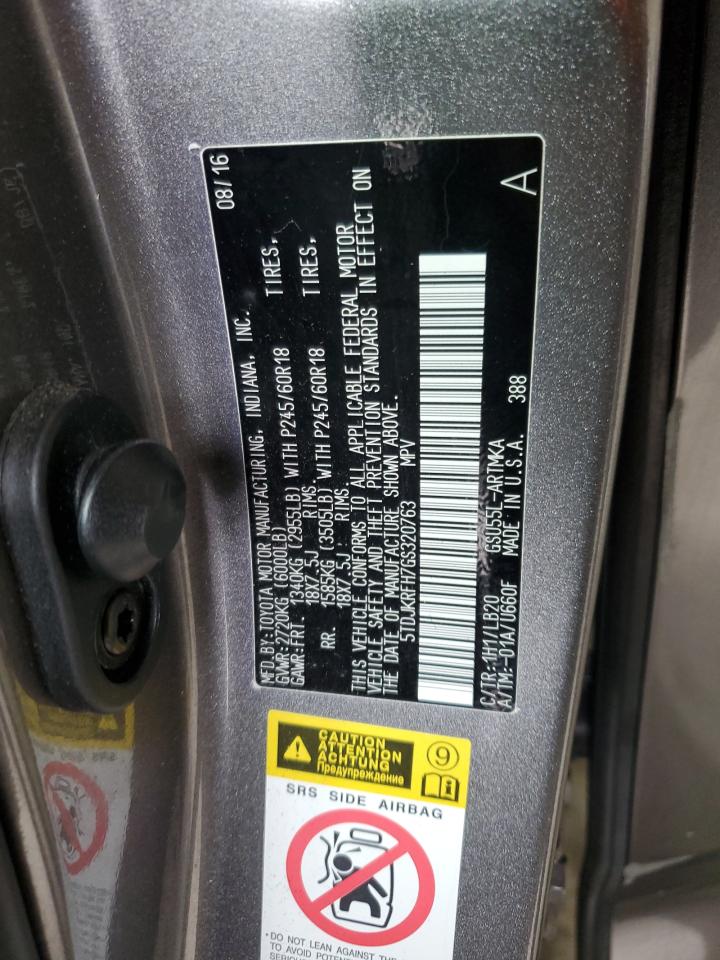 MFD.BY:TOYOTA MOTOR MANUFACTURING, INDIANA, INC. 08/16
GVWR:2720KG (6000LB)
GAWR:FRT. 1340KG (2955LB) WITH P245/60R18 TIRES,
18X7.5J RIMS
RR. 1585KG (3505LB) WITH P245/60R18 TIRES,
18X7.5J RIMS
THIS VEHICLE CONFORMS TO ALL APPLICABLE FEDERAL MOTOR
VEHICLE SAFETY AND THEFT PREVENTION STANDARDS IN EFFECT ON
THE DATE OF MANUFACTURE SHOWN ABOVE.
5TDJKRFH7GS320763 MPV
C/TR:1H1/LB20 GSU55L-ARTMKA A
A/TM:-01A/U660F MADE IN U.S.A. 388
CAUTION
ATTENTION
ACHTUNG
Предупреждение
9
SRS SIDE AIRBAG
•DO NOT LEAN AGAINST THE
TO AVOID